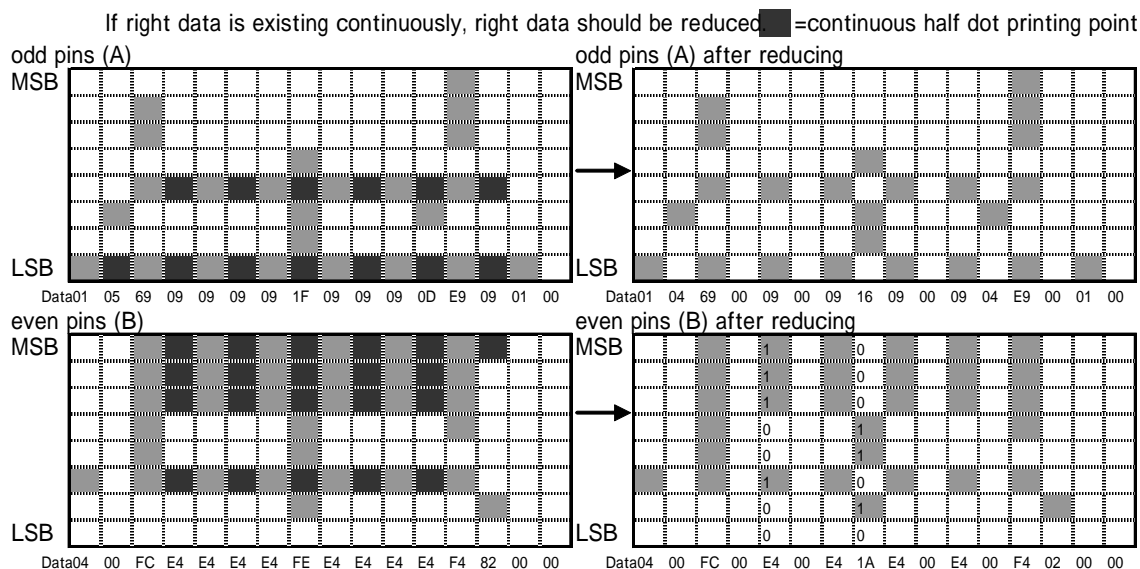 If right data is existing continuously, right data should be reduced. =continuous half dot printing point
odd pins (A)
odd pins (A) after reducing
MSB
MSB
LSB
LSB
Data01 05 69 09 09 09 09 1F 09 09 09 0D E9 09 01 00
Data01 04 69 00 09 00 09 16 09 00 09 04 E9 00 01 00
even pins (B)
even pins (B) after reducing
MSB
MSB
1 0
1 0
1 0
0 1
0 1
1 0
0 1
LSB
LSB
0 0
Data04 00 FC E4 E4 E4 E4 FE E4 E4 E4 E4 F4 82 00 00
Data04 00 FC 00 E4 00 E4 1A E4 00 E4 00 F4 02 00 00